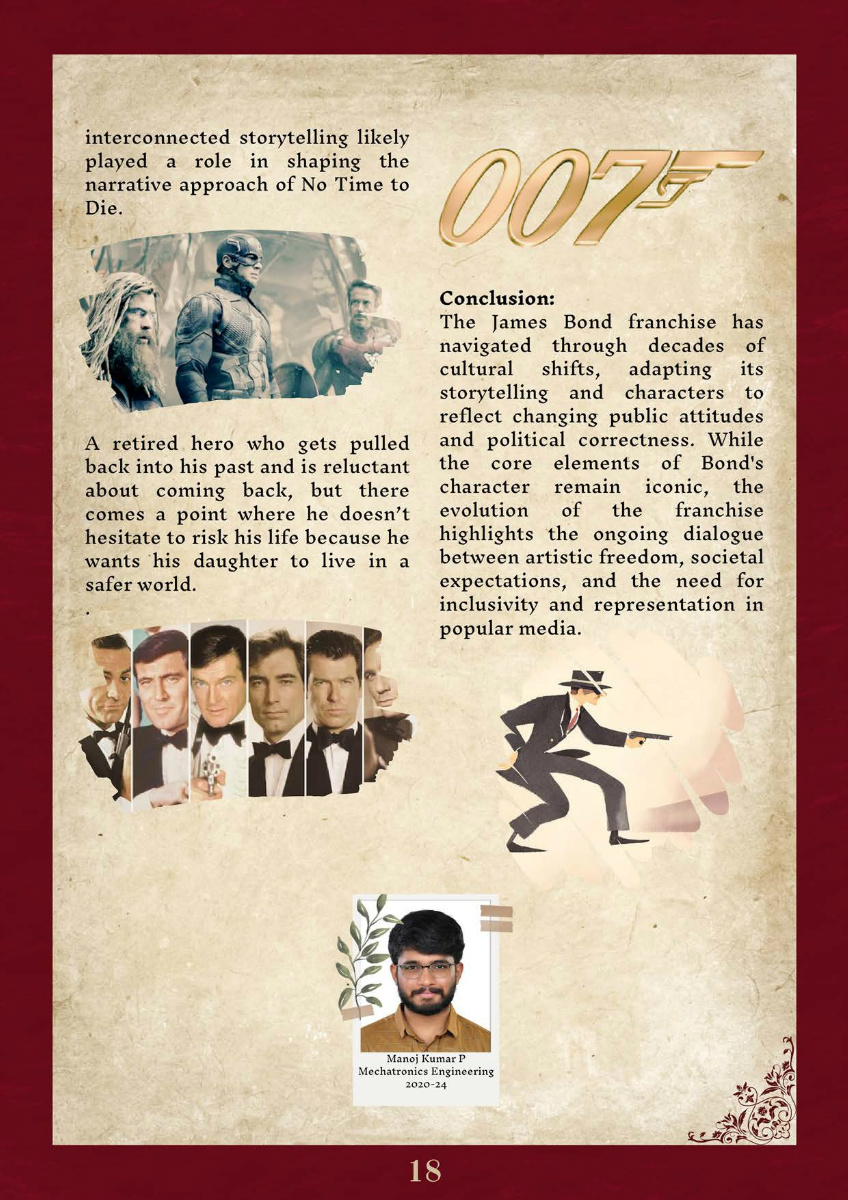 interconnected storytelling likely
played a role in shaping the
narrative approach of No Time to
Die.
A retired hero who gets pulled
back into his past and is reluctant
about coming back, but there
comes a point where he doesn’t
hesitate to risk his life because he
wants his daughter to live in a
safer world.
.
007
Conclusion:
The James Bond franchise has
navigated through decades of
cultural shifts, adapting its
storytelling and characters to
reflect changing public attitudes
and political correctness. While
the core elements of Bond's
character remain iconic, the
evolution of the franchise
highlights the ongoing dialogue
between artistic freedom, societal
expectations, and the need for
inclusivity and representation in
popular media.
Manoj Kumar P
Mechatronics Engineering
2020-24
18